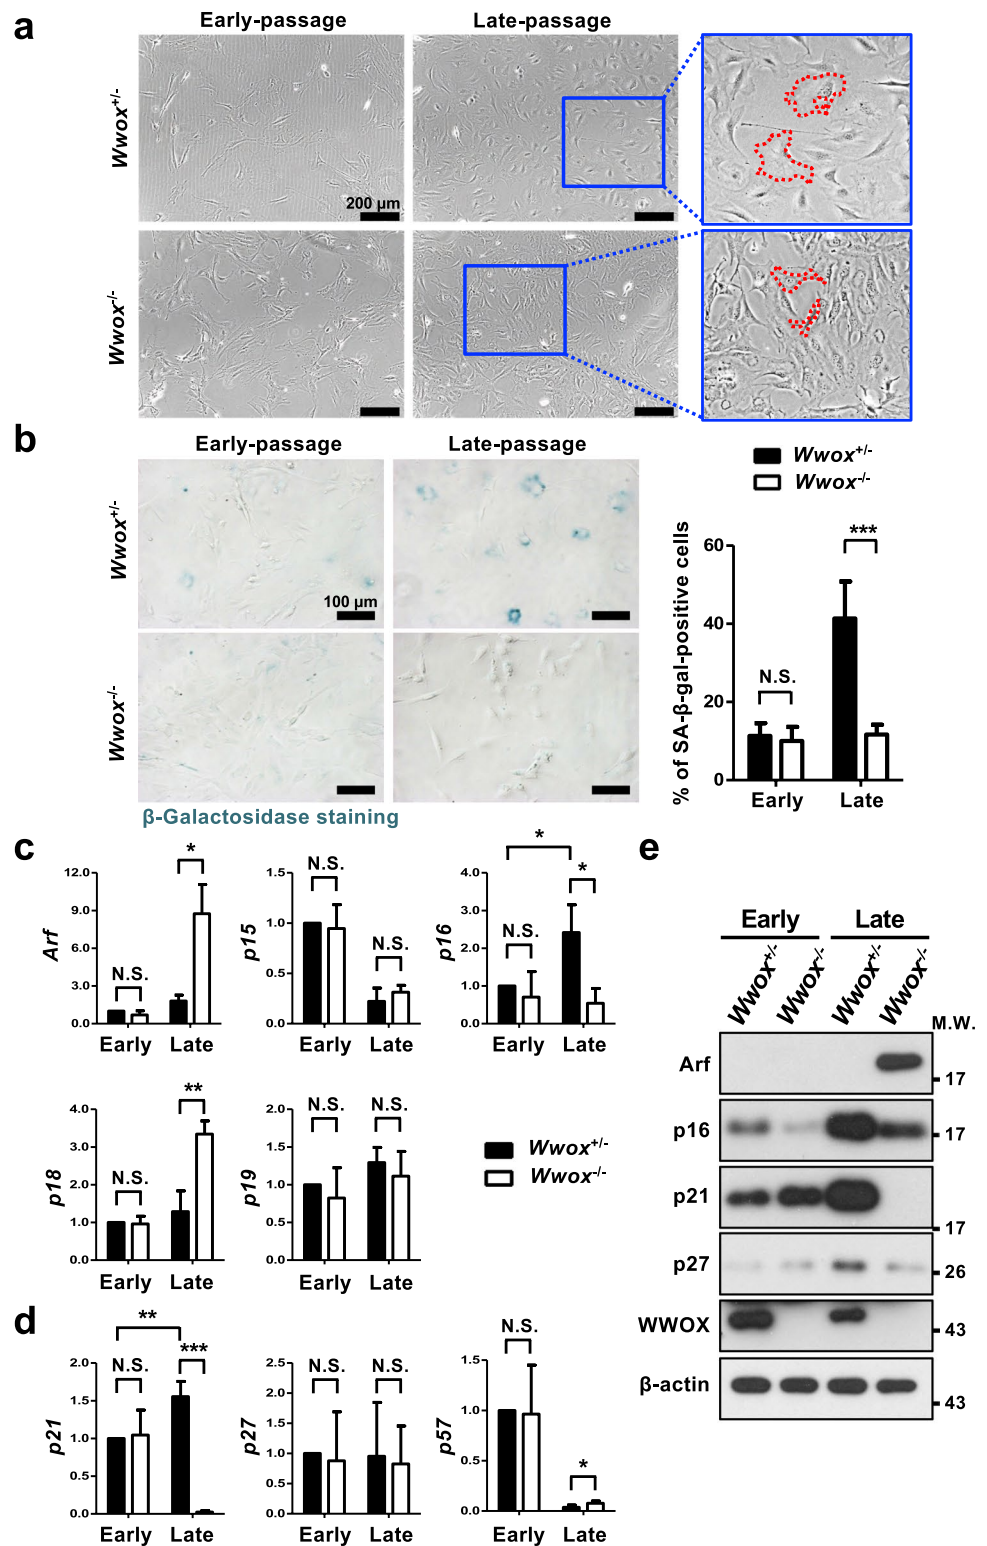 a
Early-passage
Late-passage
Wwox+/-
200 µm
Wwox-/-
b
Early-passage
Late-passage
Wwox+/-
100 µm
Wwox-/-
β-Galactosidase staining
Wwox+/-
Wwox-/-
% of SA-β-gal-positive cells
60
40
20
0
N.S.
***
Early
Late
c
Arf
12.0
9.0
6.0
3.0
0.0
N.S.
*
Early
Late
p15
1.5
1.0
0.5
0.0
N.S.
N.S.
Early
Late
p16
4.0
3.0
2.0
1.0
0.0
N.S.
*
*
Early
Late
p18
4.0
3.0
2.0
1.0
0.0
N.S.
**
Early
Late
p19
2.0
1.5
1.0
0.5
0.0
N.S.
N.S.
Early
Late
Wwox+/-
Wwox-/-
d
p21
2.0
1.5
1.0
0.5
0.0
N.S.
**
***
Early
Late
p27
2.5
2.0
1.5
1.0
0.5
0.0
N.S.
N.S.
Early
Late
p57
1.5
1.0
0.5
0.0
N.S.
*
Early
Late
e
Early
Late
Wwox+/-
Wwox-/-
Wwox+/-
Wwox-/-
M.W.
Arf
17
p16
17
p21
17
p27
26
WWOX
43
β-actin
43